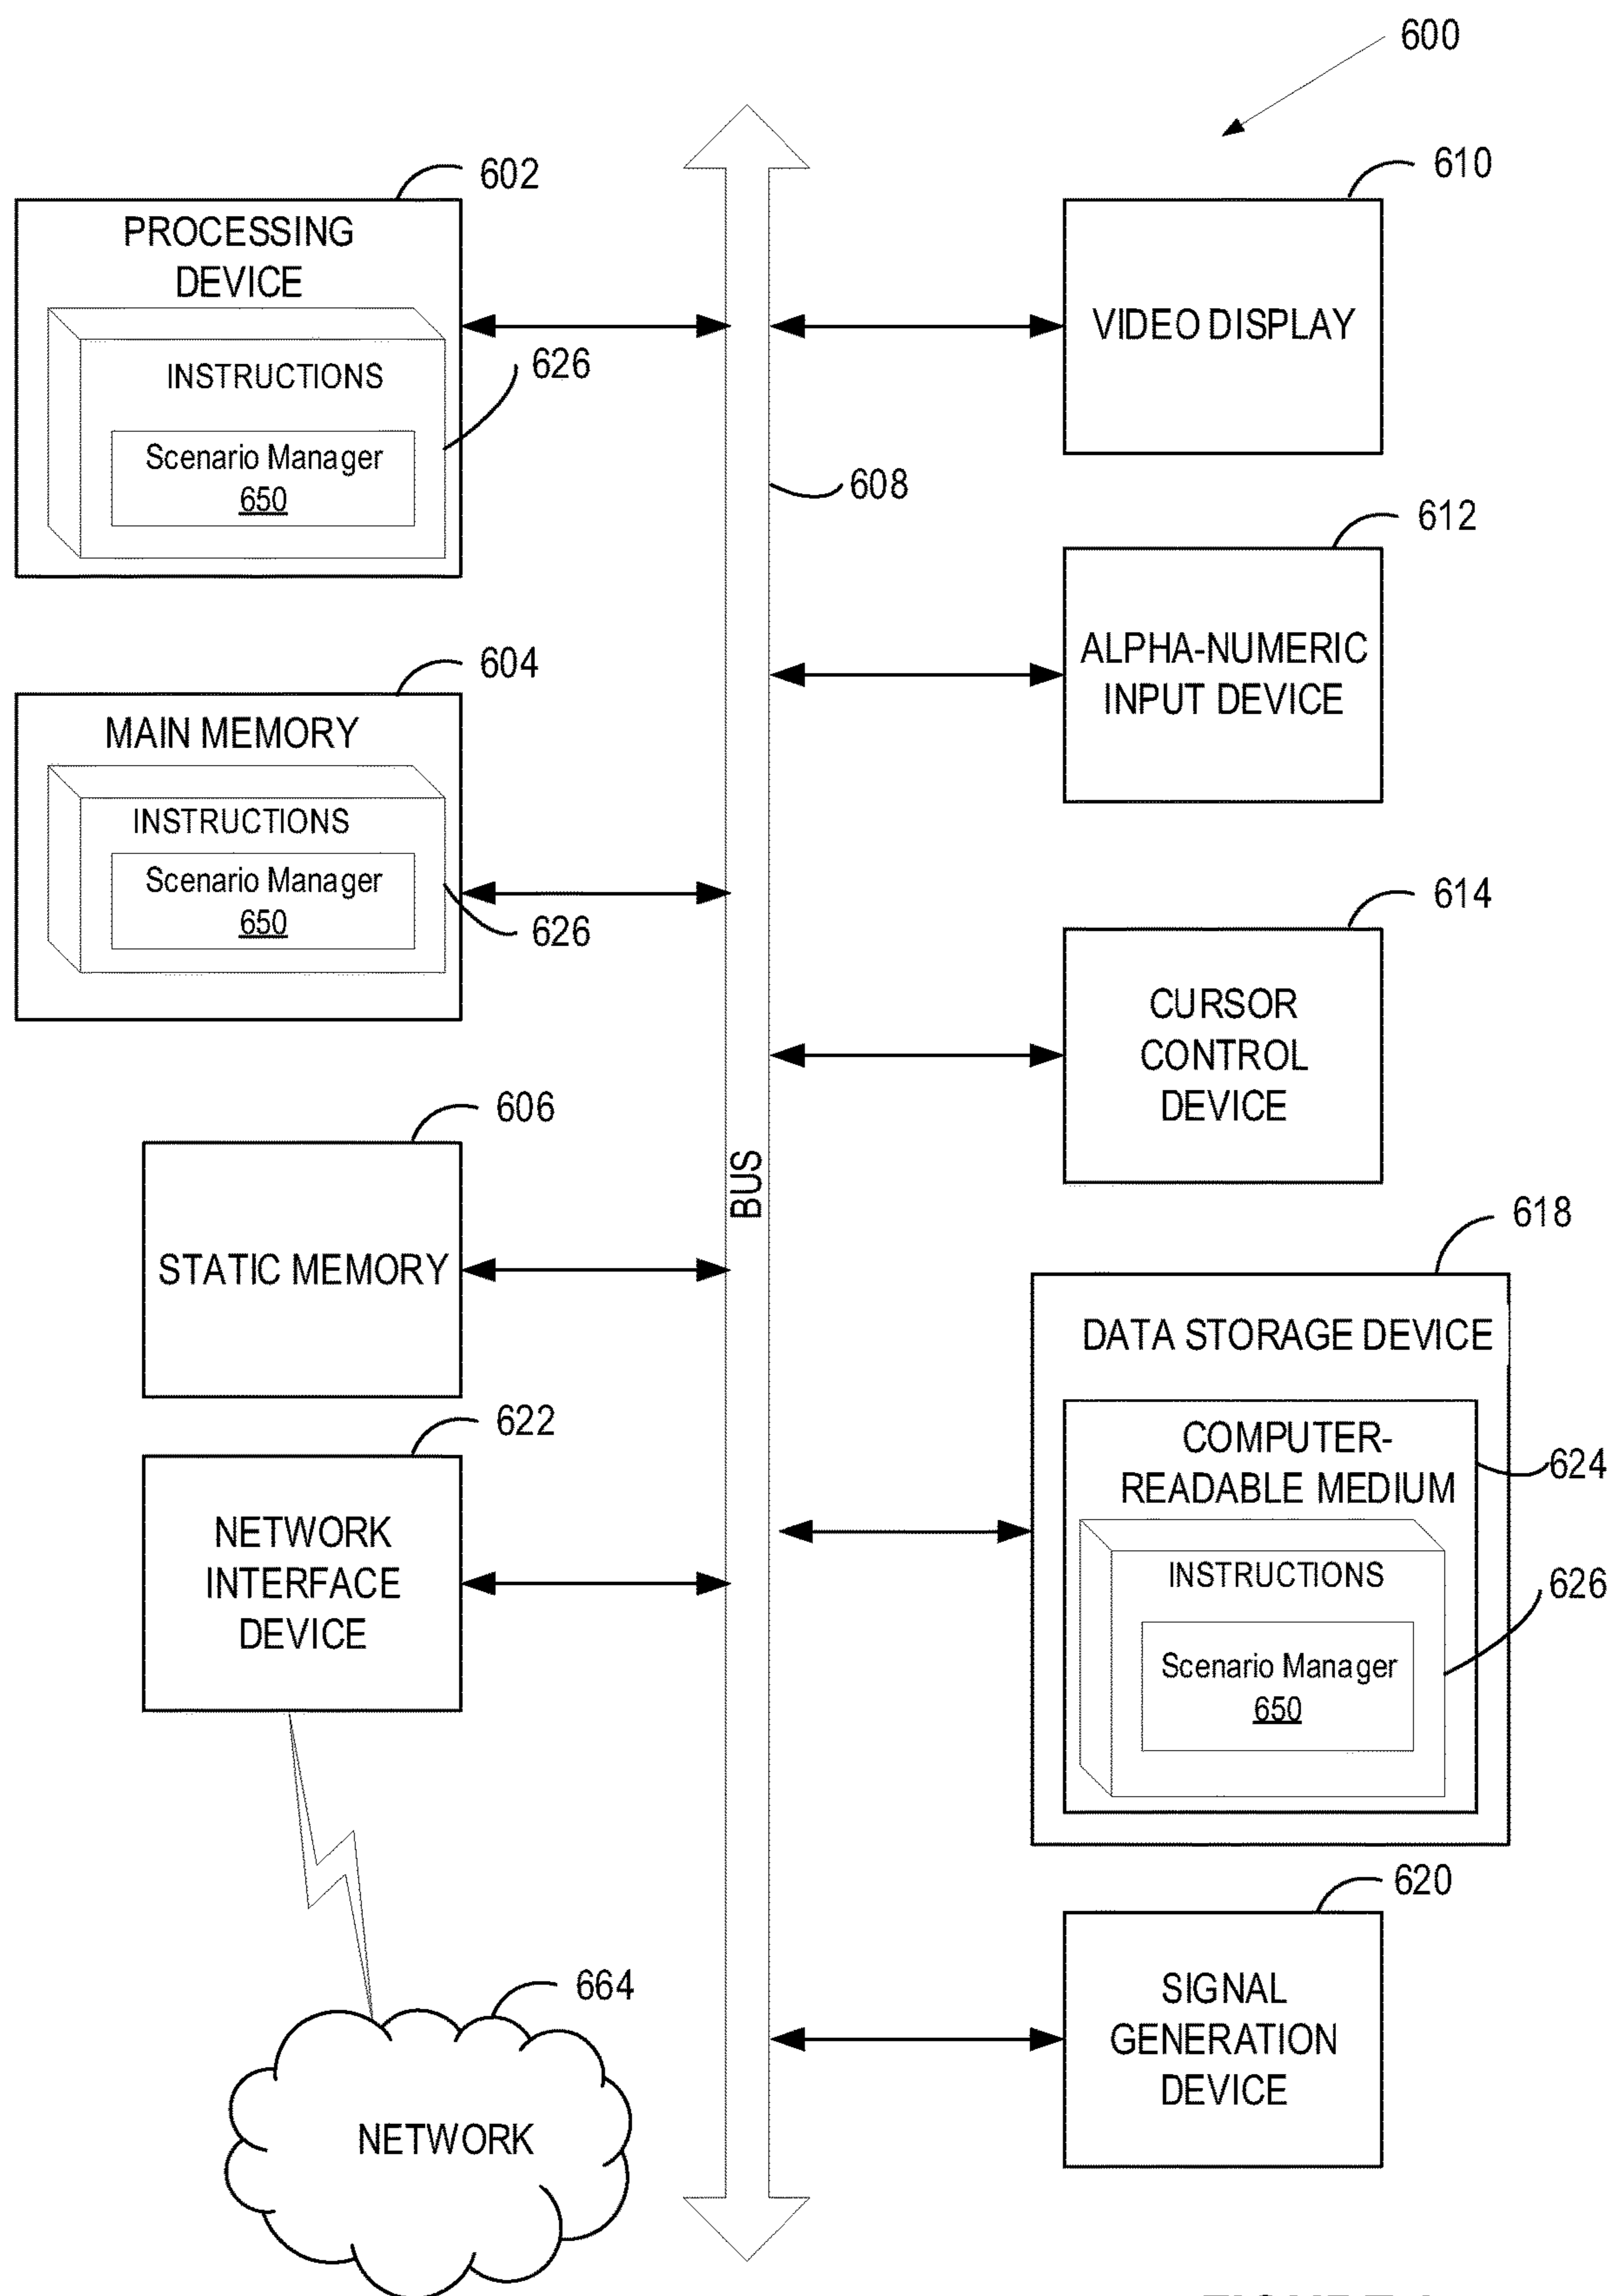 600
602
PROCESSING
DEVICE
INSTRUCTIONS
Scenario Manager
650
626
604
MAIN MEMORY
INSTRUCTIONS
Scenario Manager
650
626
606
STATIC MEMORY
622
NETWORK
INTERFACE
DEVICE
664
NETWORK
608
BUS
610
VIDEO DISPLAY
612
ALPHA-NUMERIC
INPUT DEVICE
614
CURSOR
CONTROL
DEVICE
618
DATA STORAGE DEVICE
COMPUTER-
READABLE MEDIUM
624
INSTRUCTIONS
626
Scenario Manager
650
620
SIGNAL
GENERATION
DEVICE